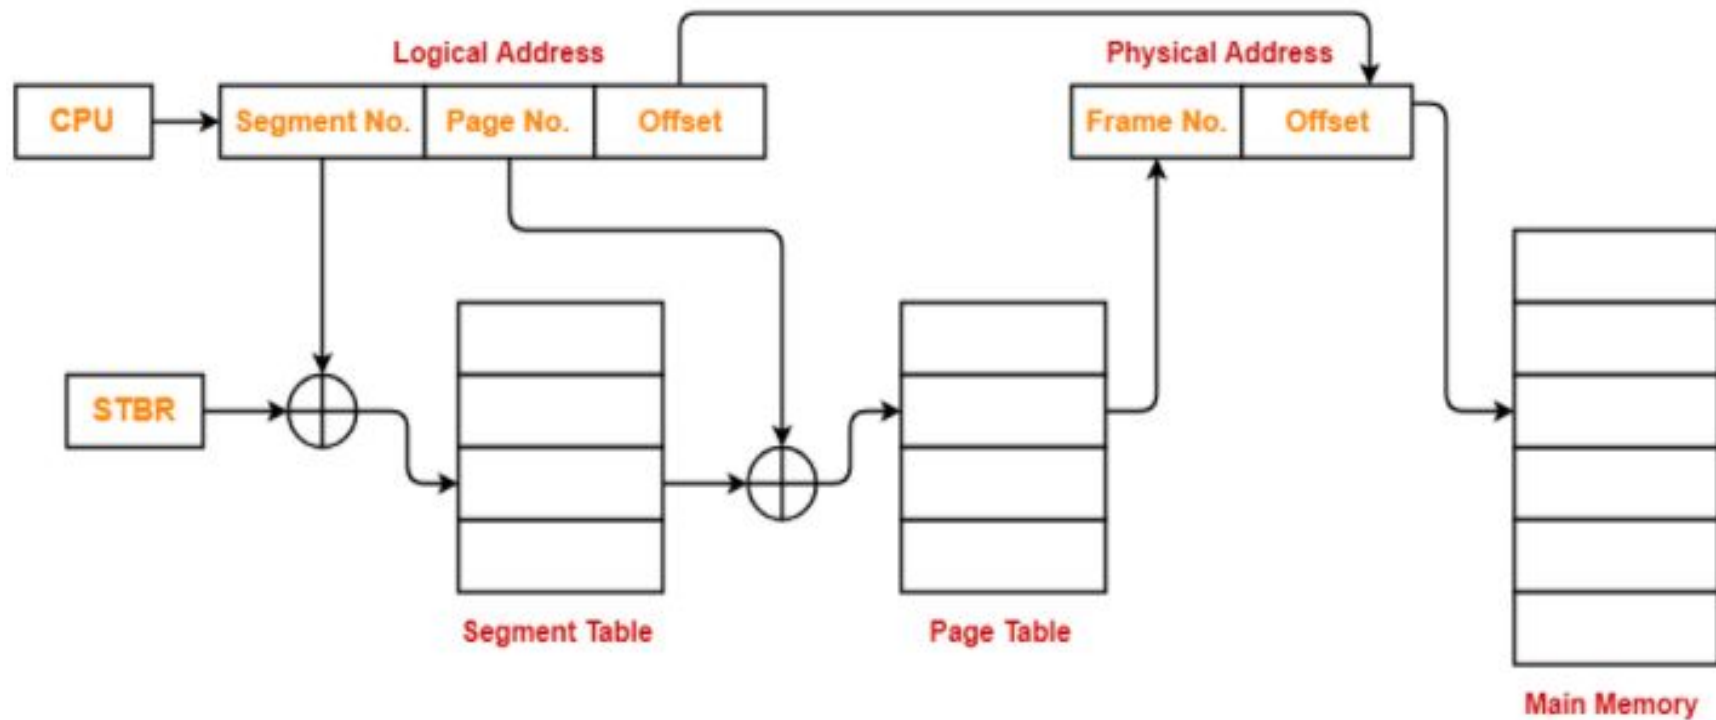 Logical Address
Physical Address
CPU
Segment No.
Page No.
Offset
Frame No.
Offset
STBR
Segment Table
Page Table
Main Memory